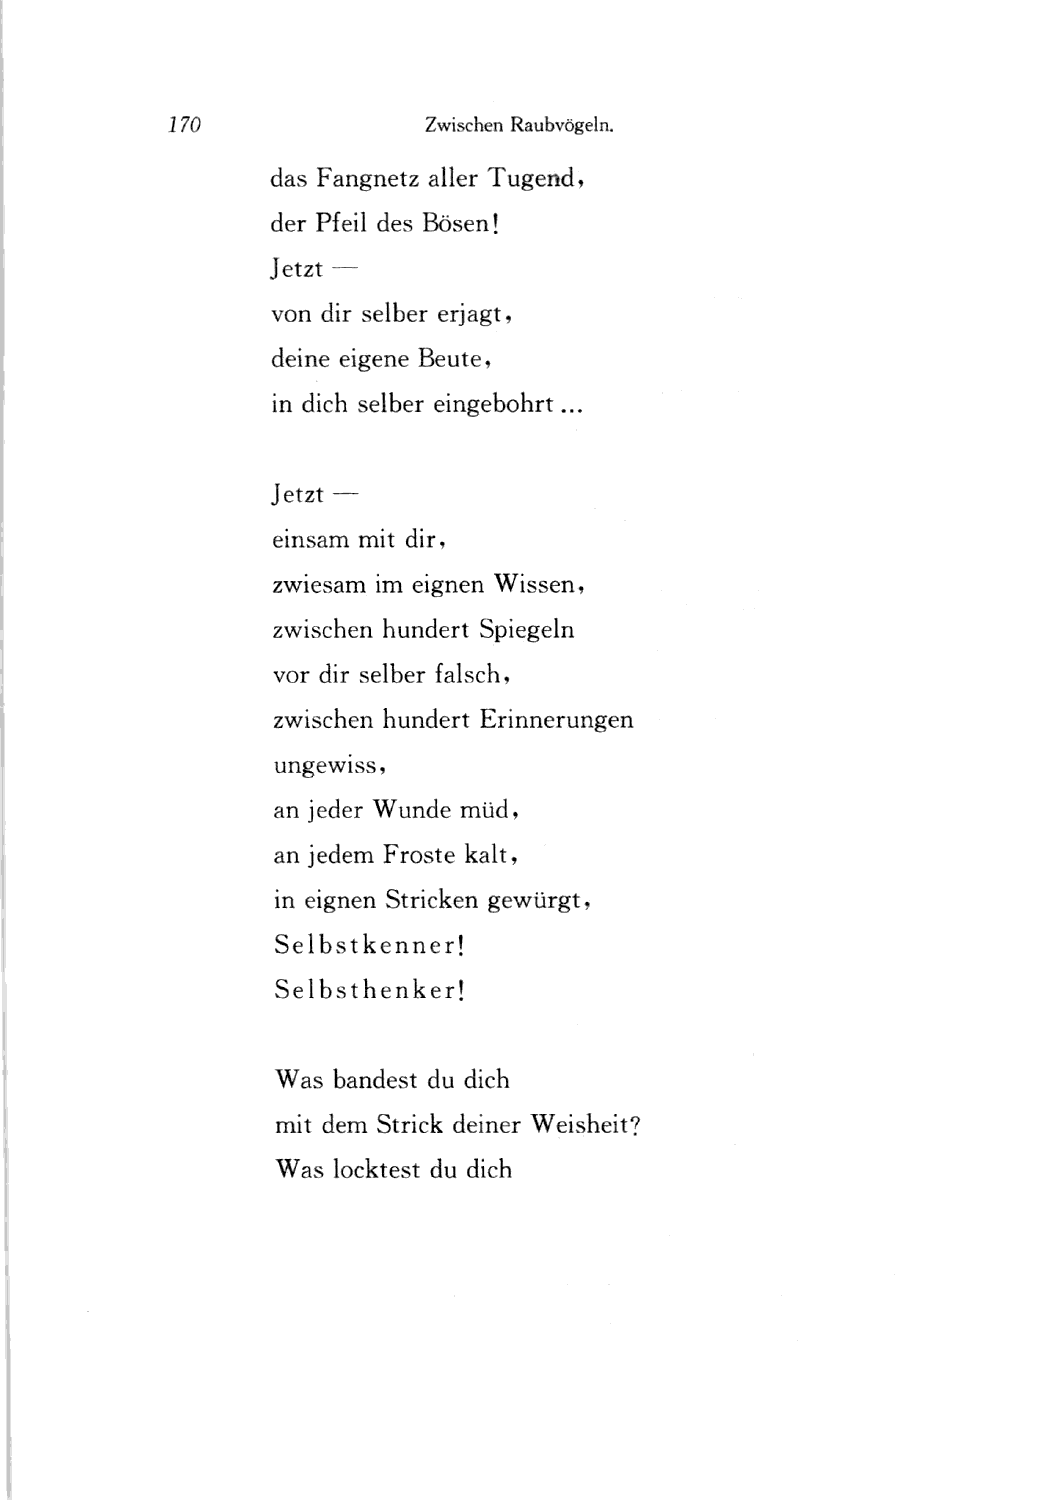 170
Zwischen Raubvögeln.
das Fangnetz aller Tugend,
der Pfeil des Bösen!
Jetzt —
von dir selber erjagt,
deine eigene Beute,
in dich selber eingebohrt ...

Jetzt —
einsam mit dir,
zwiesam im eignen Wissen,
zwischen hundert Spiegeln
vor dir selber falsch,
zwischen hundert Erinnerungen
ungewiss,
an jeder Wunde müd,
an jedem Froste kalt,
in eignen Stricken gewürgt,
Selbstkenner!
Selbsthenker!

Was bandest du dich
mit dem Strick deiner Weisheit?
Was locktest du dich